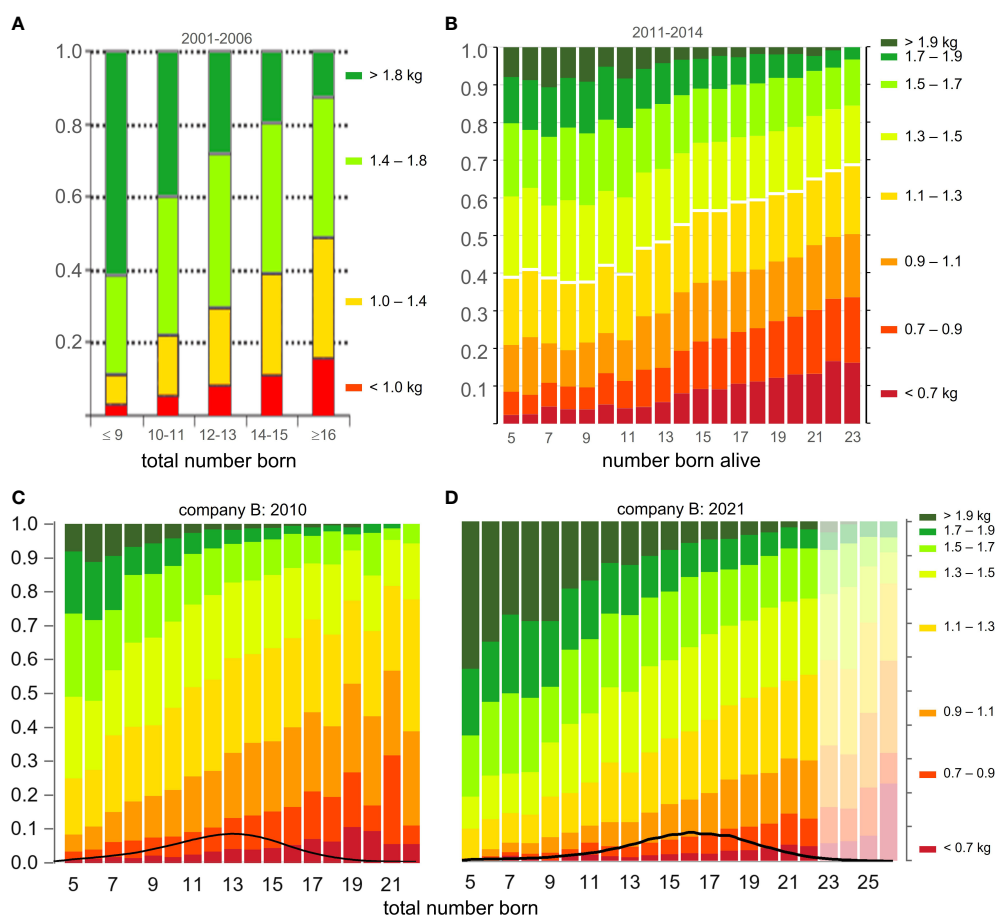 A
2001-2006
1.0
0.8
0.6
0.4
0.2
≤ 9
10-11
12-13
14-15
≥16
total number born
> 1.8 kg
1.4 – 1.8
1.0 – 1.4
< 1.0 kg
B
2011-2014
1.0
0.9
0.8
0.7
0.6
0.5
0.4
0.3
0.2
0.1
5
7
9
11
13
15
17
19
21
23
number born alive
> 1.9 kg
1.7 – 1.9
1.5 – 1.7
1.3 – 1.5
1.1 – 1.3
0.9 – 1.1
0.7 – 0.9
< 0.7 kg
C
company B: 2010
1.0
0.9
0.8
0.7
0.6
0.5
0.4
0.3
0.2
0.1
0.0
5
7
9
11
13
15
17
19
21
D
company B: 2021
5
7
9
11
13
15
17
19
21
23
25
> 1.9 kg
1.7 – 1.9
1.5 – 1.7
1.3 – 1.5
1.1 – 1.3
0.9 – 1.1
0.7 – 0.9
< 0.7 kg
total number born